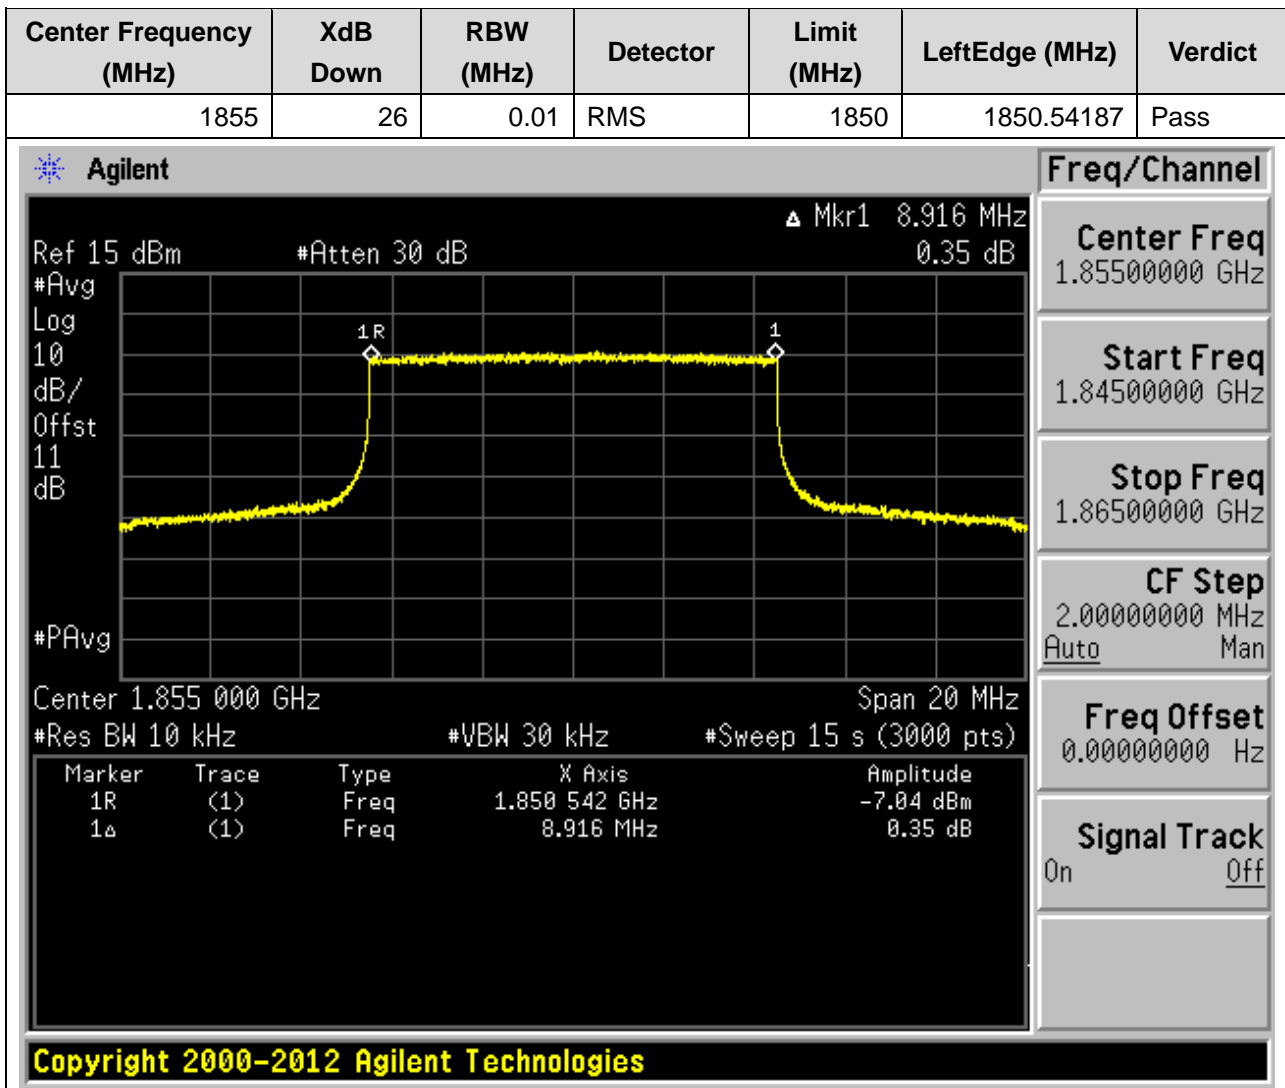 Center Frequency (MHz) XdB Down RBW (MHz) Detector Limit (MHz) LeftEdge (MHz) Verdict
1855 26 0.01 RMS 1850 1850.54187 Pass
Agilent
Freq/Channel
Δ Mkr1 8.916 MHz
Ref 15 dBm #Atten 30 dB 0.35 dB
#Avg
Log
10
dB/
Offst
11
dB
1R
1
#PAvg
Center 1.855 000 GHz Span 20 MHz
#Res BW 10 kHz #VBW 30 kHz #Sweep 15 s (3000 pts)
Marker Trace Type X Axis Amplitude
1R (1) Freq 1.850 542 GHz -7.04 dBm
1Δ (1) Freq 8.916 MHz 0.35 dB
Center Freq
1.85500000 GHz
Start Freq
1.84500000 GHz
Stop Freq
1.86500000 GHz
CF Step
2.00000000 MHz
Auto Man
Freq Offset
0.00000000 Hz
Signal Track
On Off
Copyright 2000-2012 Agilent Technologies